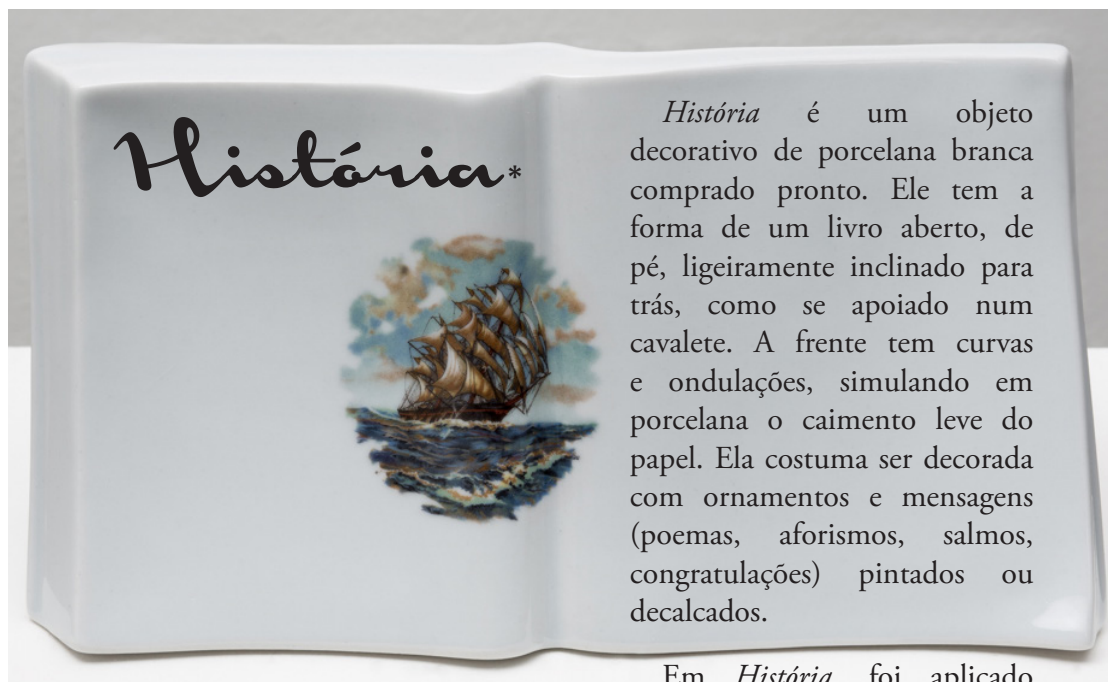 História*
História é um objeto
decorativo de porcelana branca
comprado pronto. Ele tem a
forma de um livro aberto, de
pé, ligeiramente inclinado para
trás, como se apoiado num
cavalete. A frente tem curvas
e ondulações, simulando em
porcelana o caimento leve do
papel. Ela costuma ser decorada
com ornamentos e mensagens
(poemas, aforismos, salmos,
congratulações) pintados ou
decalcados.
Em História foi aplicado